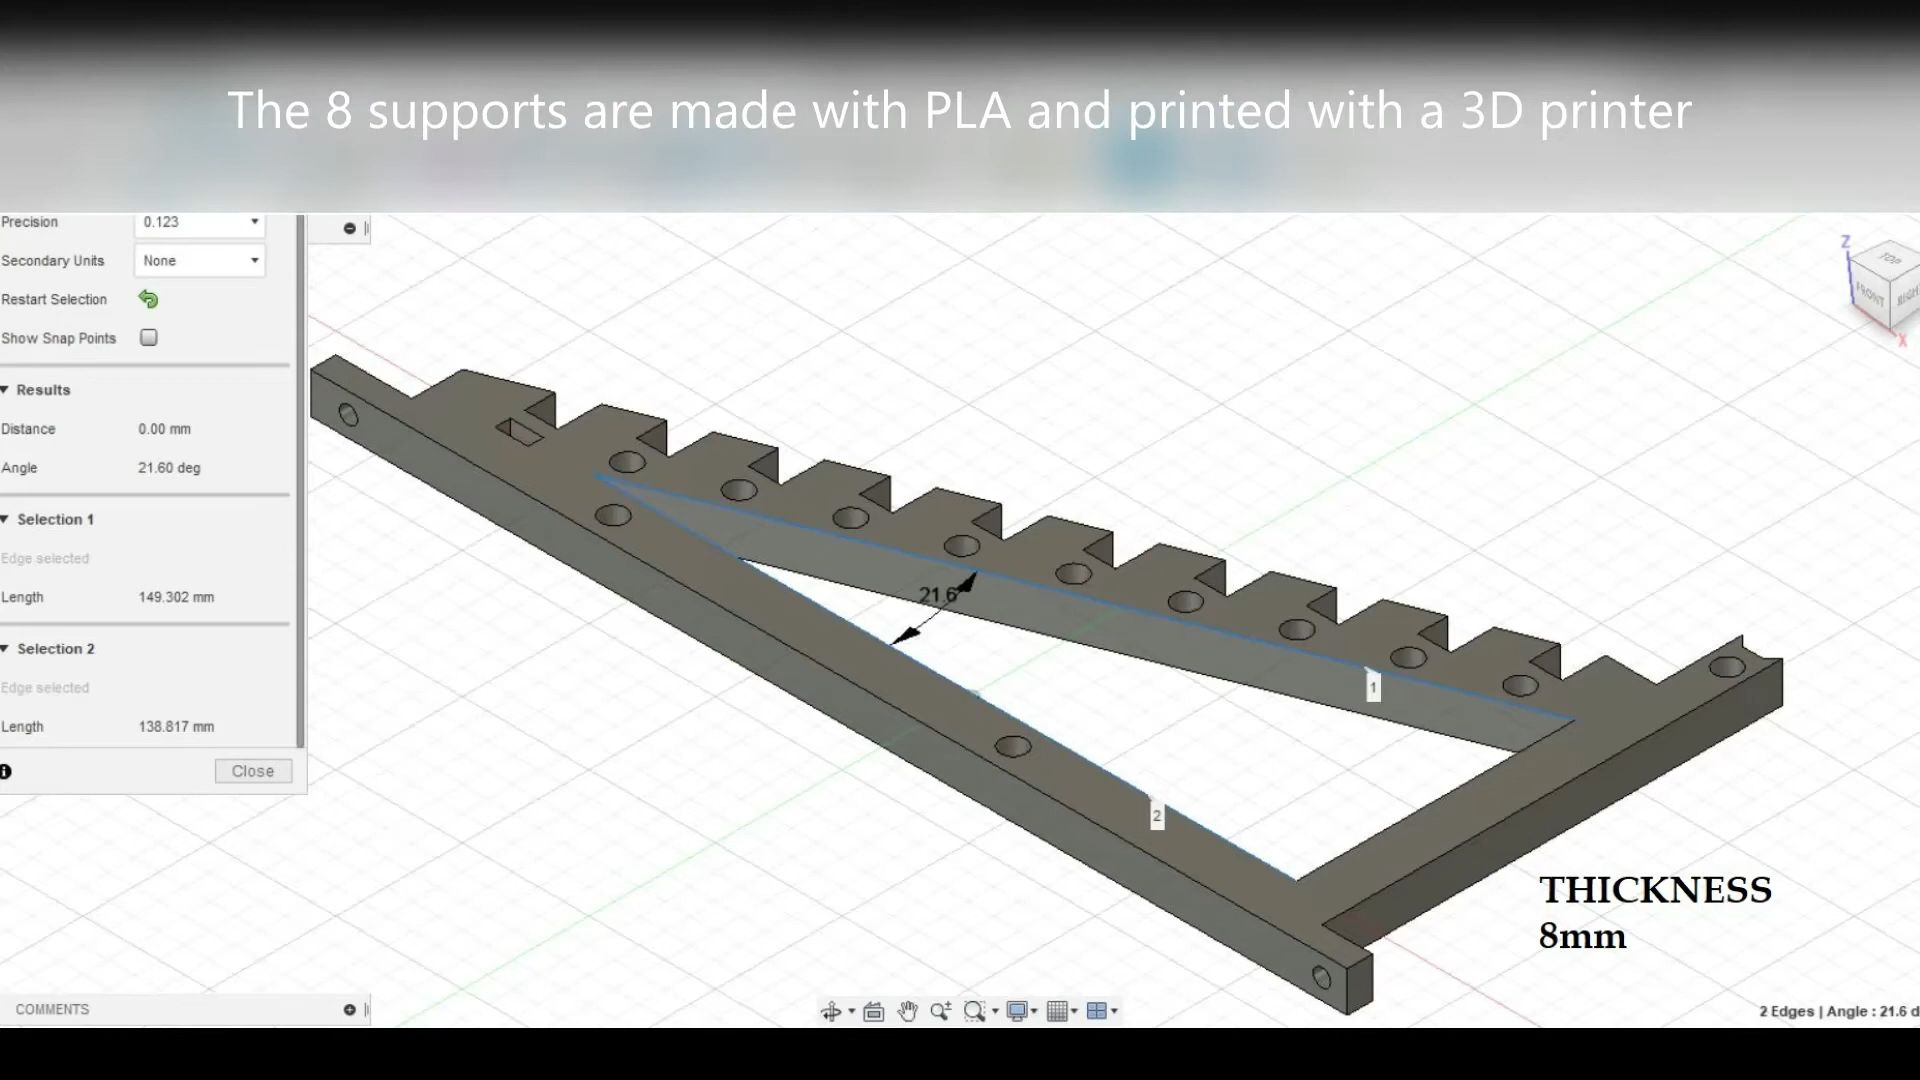 The 8 supports are made with PLA and printed with a 3D printer
Precision 0.123
Secondary Units None
Restart Selection
Show Snap Points
Results
Distance 0.00 mm
Angle 21.60 deg
Selection 1
Edge selected
Length 149.302 mm
Selection 2
Edge selected
Length 138.817 mm
Close
Z
TOP
FRONT
RIGH
X
21.6
1
2
THICKNESS
8mm
COMMENTS
2 Edges | Angle : 21.6 d